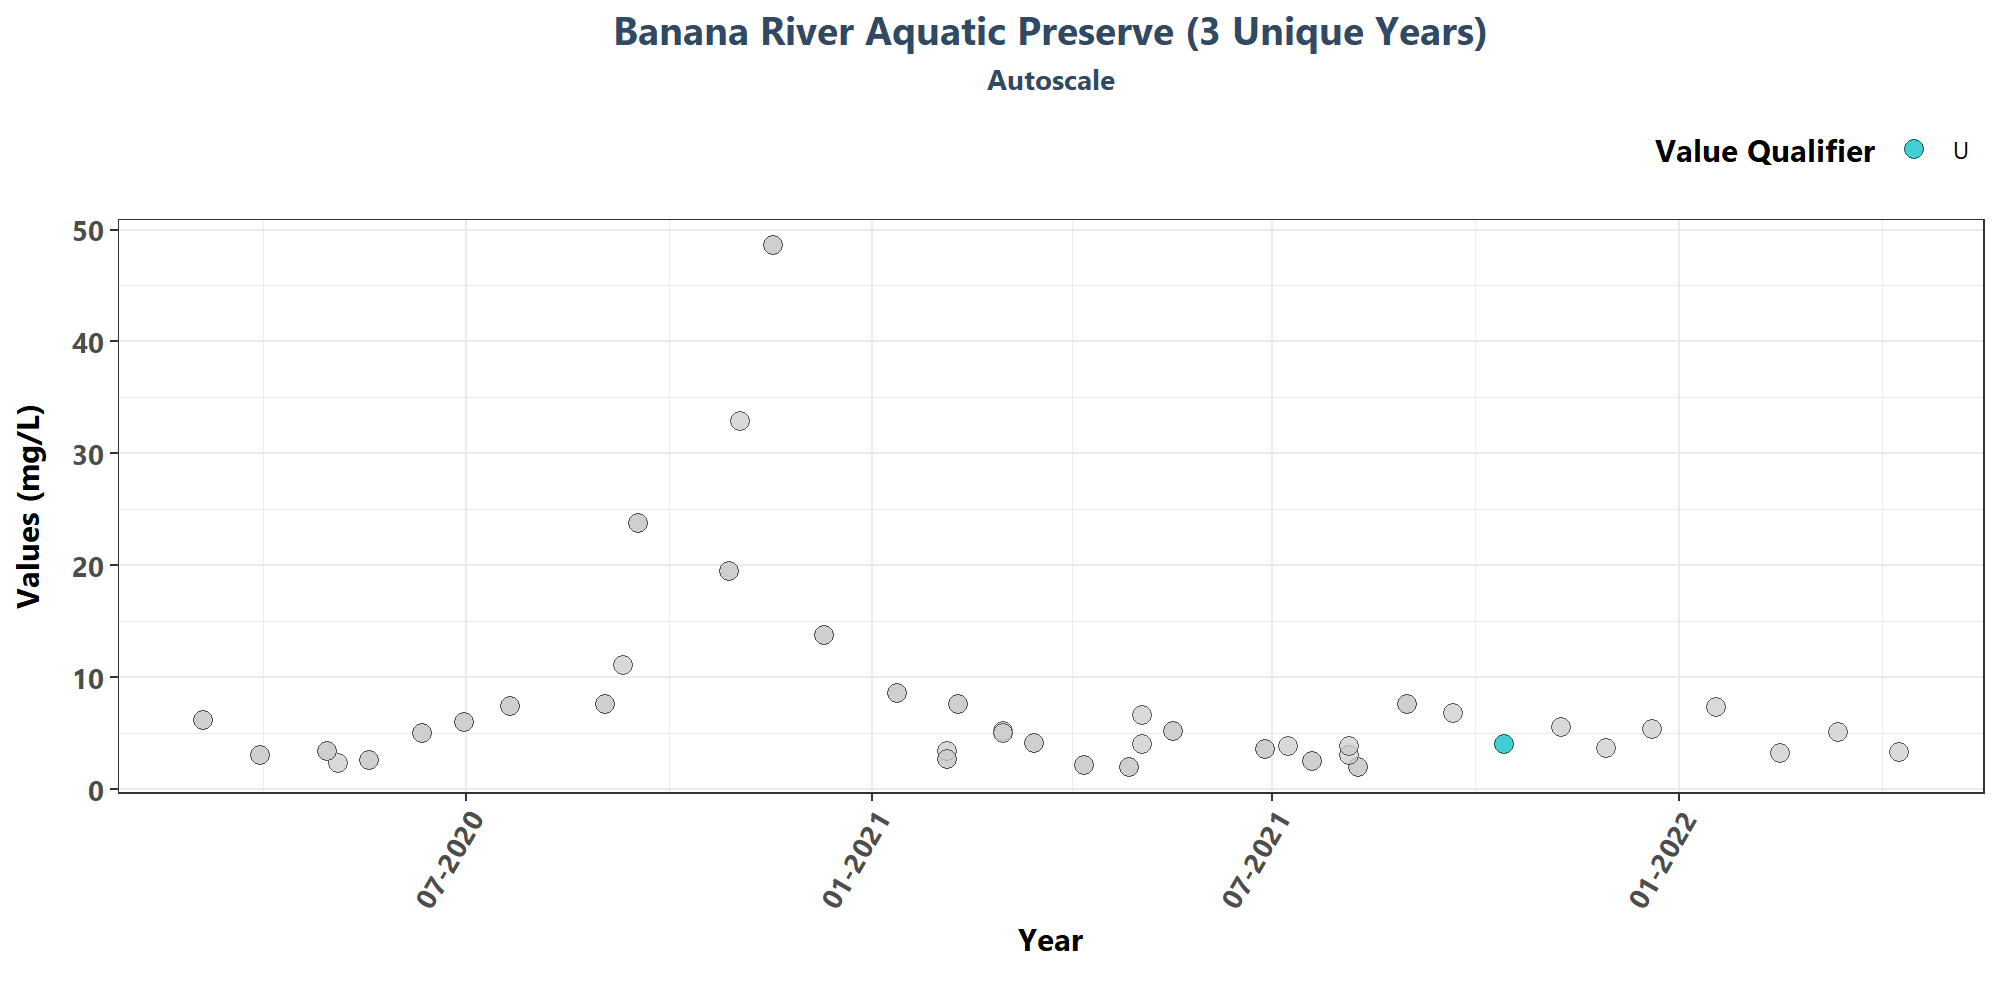 Banana River Aquatic Preserve (3 Unique Years)
Autoscale
Value Qualifier U
Values (mg/L)
50
40
30
20
10
0
07-2020
01-2021
07-2021
01-2022
Year